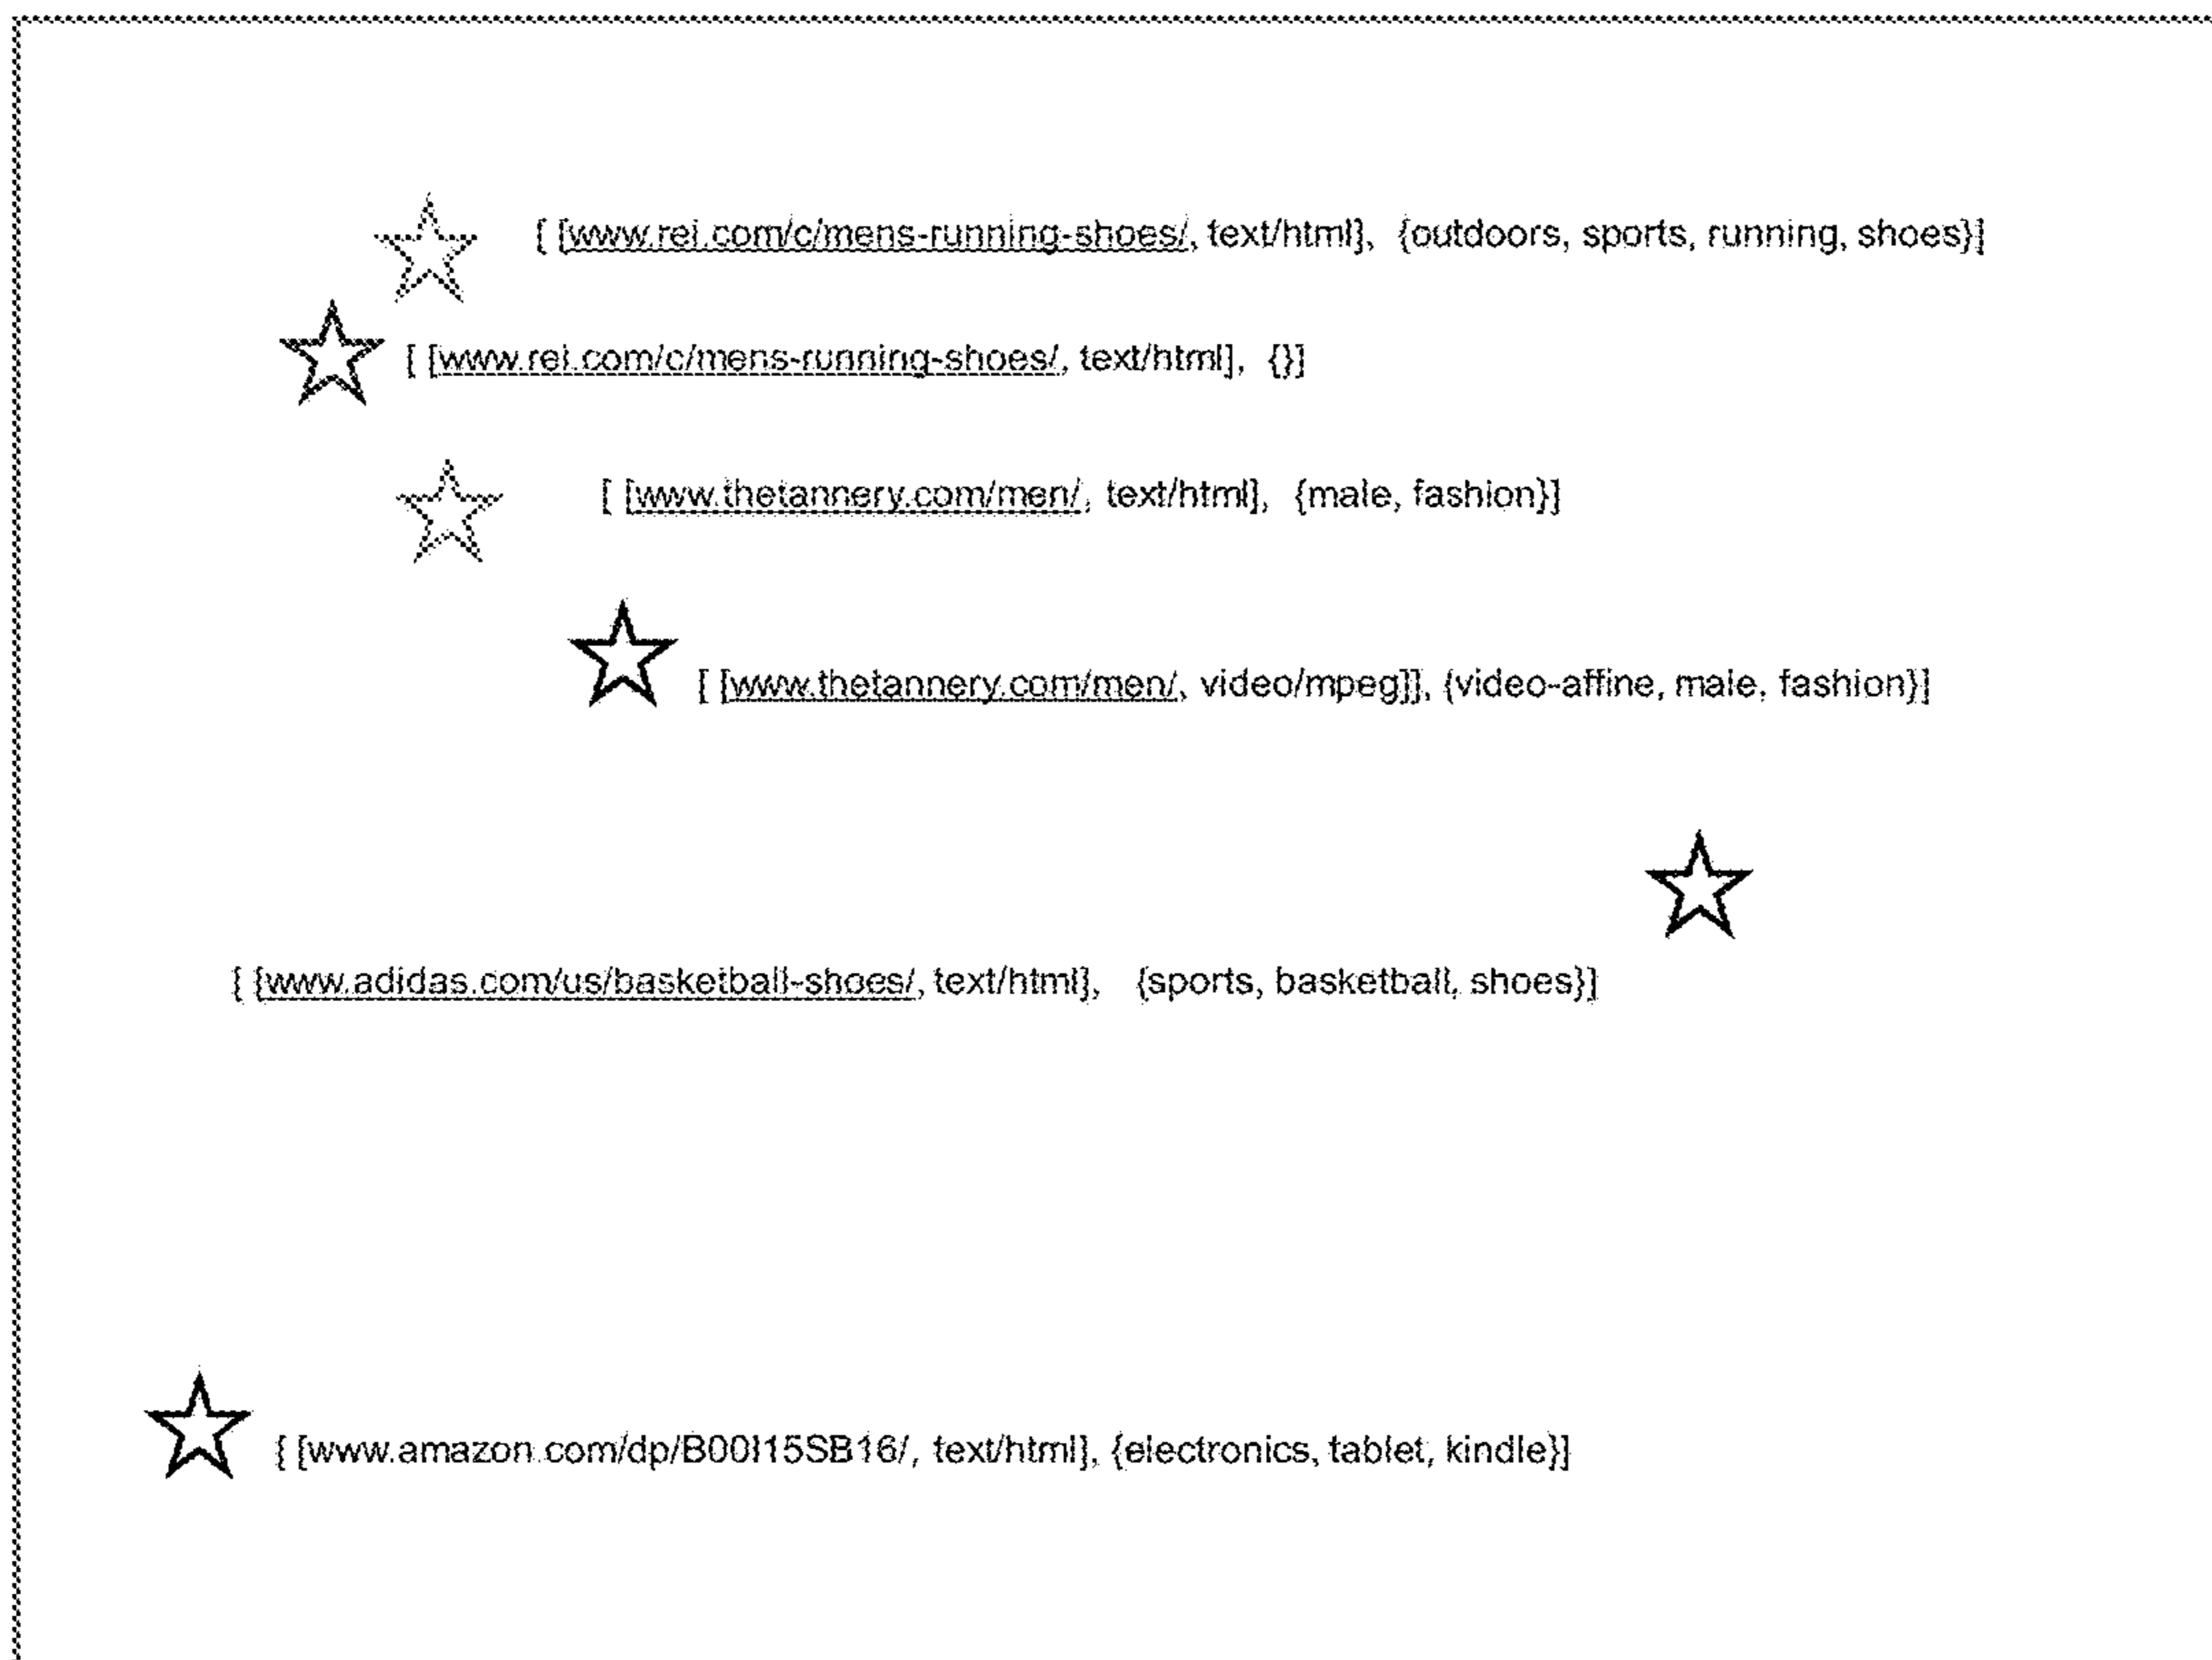 [ [www.rei.com/c/mens-running-shoes/, text/html], {outdoors, sports, running, shoes}]
[ [www.rei.com/c/mens-running-shoes/, text/html], {}]
[ [www.thetannery.com/men/, text/html], {male, fashion}]
[ [www.thetannery.com/men/, video/mpeg]], {video-affine, male, fashion}]
[ [www.adidas.com/us/basketball-shoes/, text/html], {sports, basketball, shoes}]
[ [www.amazon.com/dp/B00I15SB16/, text/html], {electronics, tablet, kindle}]